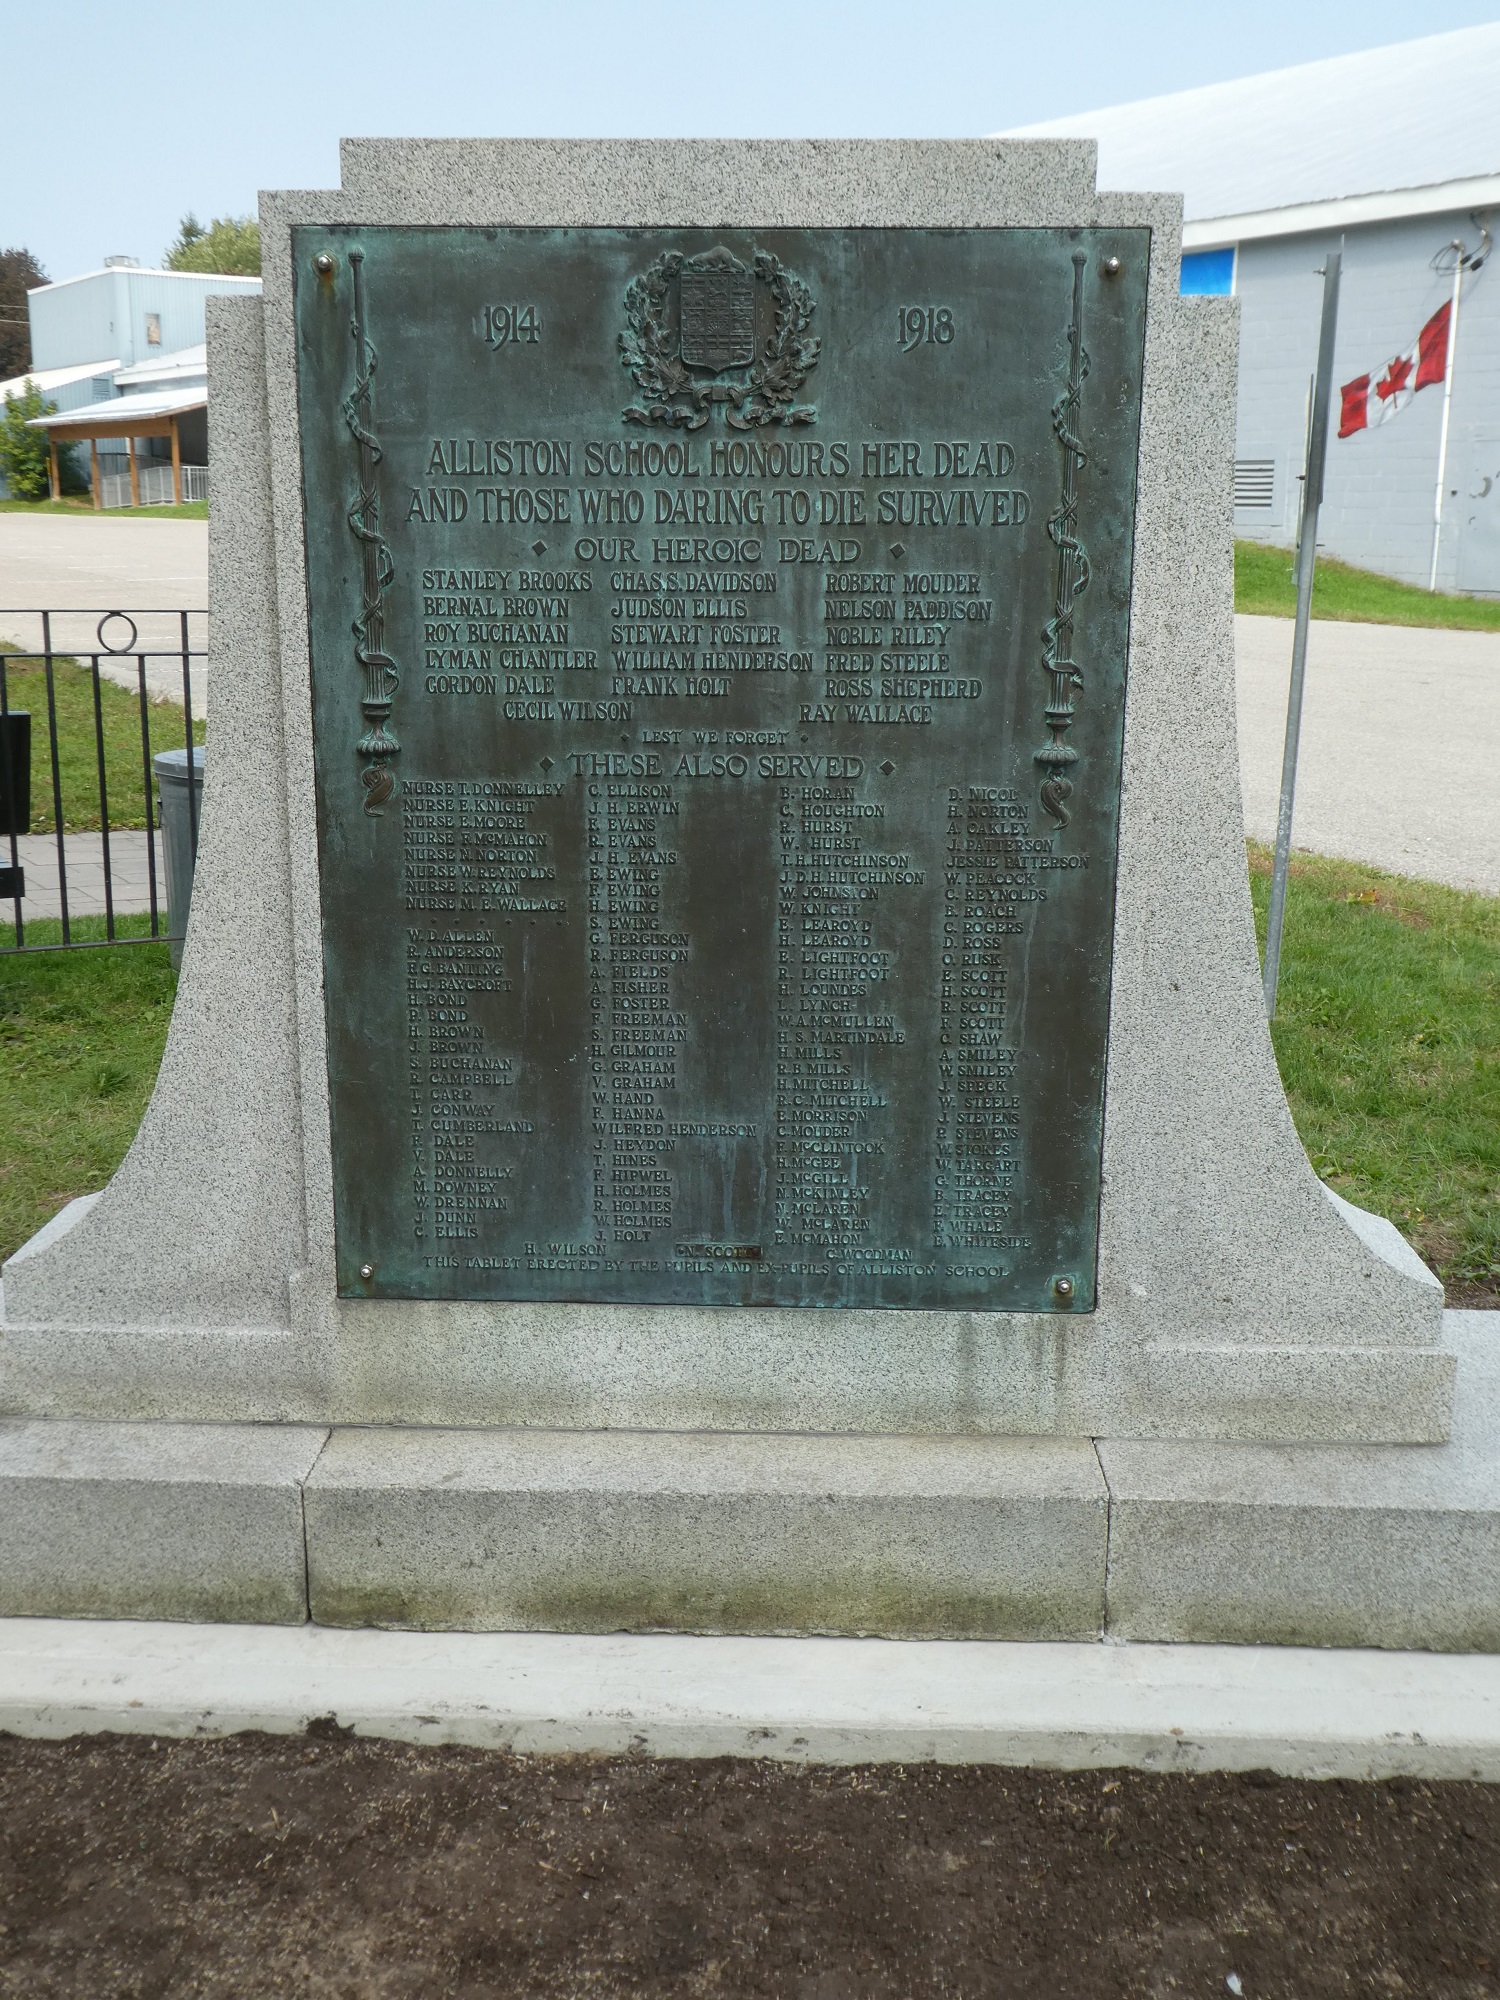 1914 1918
ALLISTON SCHOOL HONOURS HER DEAD
AND THOSE WHO DARING TO DIE SURVIVED
OUR HEROIC DEAD
STANLEY BROOKS CHAS. S. DAVIDSON ROBERT MOUDER
BERNAL BROWN JUDSON ELLIS NELSON PADDISON
ROY BUCHANAN STEWART FOSTER NOBLE RILEY
LYMAN CHANTLER WILLIAM HENDERSON FRED STEELE
GORDON DALE FRANK HOLT ROSS SHEPHERD
CECIL WILSON RAY WALLACE
LEST WE FORGET
THESE ALSO SERVED
NURSE T. DONNELLEY
NURSE E. KNIGHT
NURSE E. MOORE
NURSE F. McMAHON
NURSE N. NORTON
NURSE W. REYNOLDS
NURSE K. RYAN
NURSE M. E. WALLACE
W. D. ALLEN
R. ANDERSON
F. G. BANTING
H. J. BAYCROFT
H. BOND
P. BOND
H. BROWN
J. BROWN
S. BUCHANAN
R. CAMPBELL
T. CARR
J. CONWAY
T. CUMBERLAND
F. DALE
V. DALE
A. DONNELLY
M. DOWNEY
W. DRENNAN
J. DUNN
C. ELLIS
C. ELLISON
J. H. ERWIN
E. EVANS
R. EVANS
J. H. EVANS
E. EWING
F. EWING
H. EWING
S. EWING
G. FERGUSON
R. FERGUSON
A. FIELDS
A. FISHER
G. FOSTER
F. FREEMAN
S. FREEMAN
H. GILMOUR
G. GRAHAM
V. GRAHAM
W. HAND
F. HANNA
WILFRED HENDERSON
J. HEYDON
T. HINES
F. HIPWEL
H. HOLMES
R. HOLMES
W. HOLMES
J. HOLT
B. HORAN
C. HOUGHTON
R. HURST
W. HURST
T. H. HUTCHINSON
J. D. H. HUTCHINSON
W. JOHNSTON
W. KNIGHT
E. LEAROYD
H. LEAROYD
E. LIGHTFOOT
R. LIGHTFOOT
H. LOUNDES
L. LYNCH
W. A. McMULLEN
H. S. MARTINDALE
H. MILLS
R. B. MILLS
H. MITCHELL
R. C. MITCHELL
E. MORRISON
C. MOUDER
F. McCLINTOCK
H. McGEE
J. McGILL
N. McKINLEY
N. McLAREN
W. McLAREN
E. McMAHON
D. NICOL
H. NORTON
A. OAKLEY
J. PATTERSON
JESSIE PATTERSON
W. PEACOCK
C. REYNOLDS
B. ROACH
C. ROGERS
D. ROSS
O. RUSK
E. SCOTT
H. SCOTT
R. SCOTT
F. SCOTT
C. SHAW
A. SMILEY
W. SMILEY
J. SPECK
W. STEELE
J. STEVENS
P. STEVENS
W. STOKES
W. TARGART
G. THORNE
B. TRACEY
E. TRACEY
F. WHALE
E. WHITESIDE
H. WILSON N. SCOTT C. WOODMAN
THIS TABLET ERECTED BY THE PUPILS AND EX-PUPILS OF ALLISTON SCHOOL